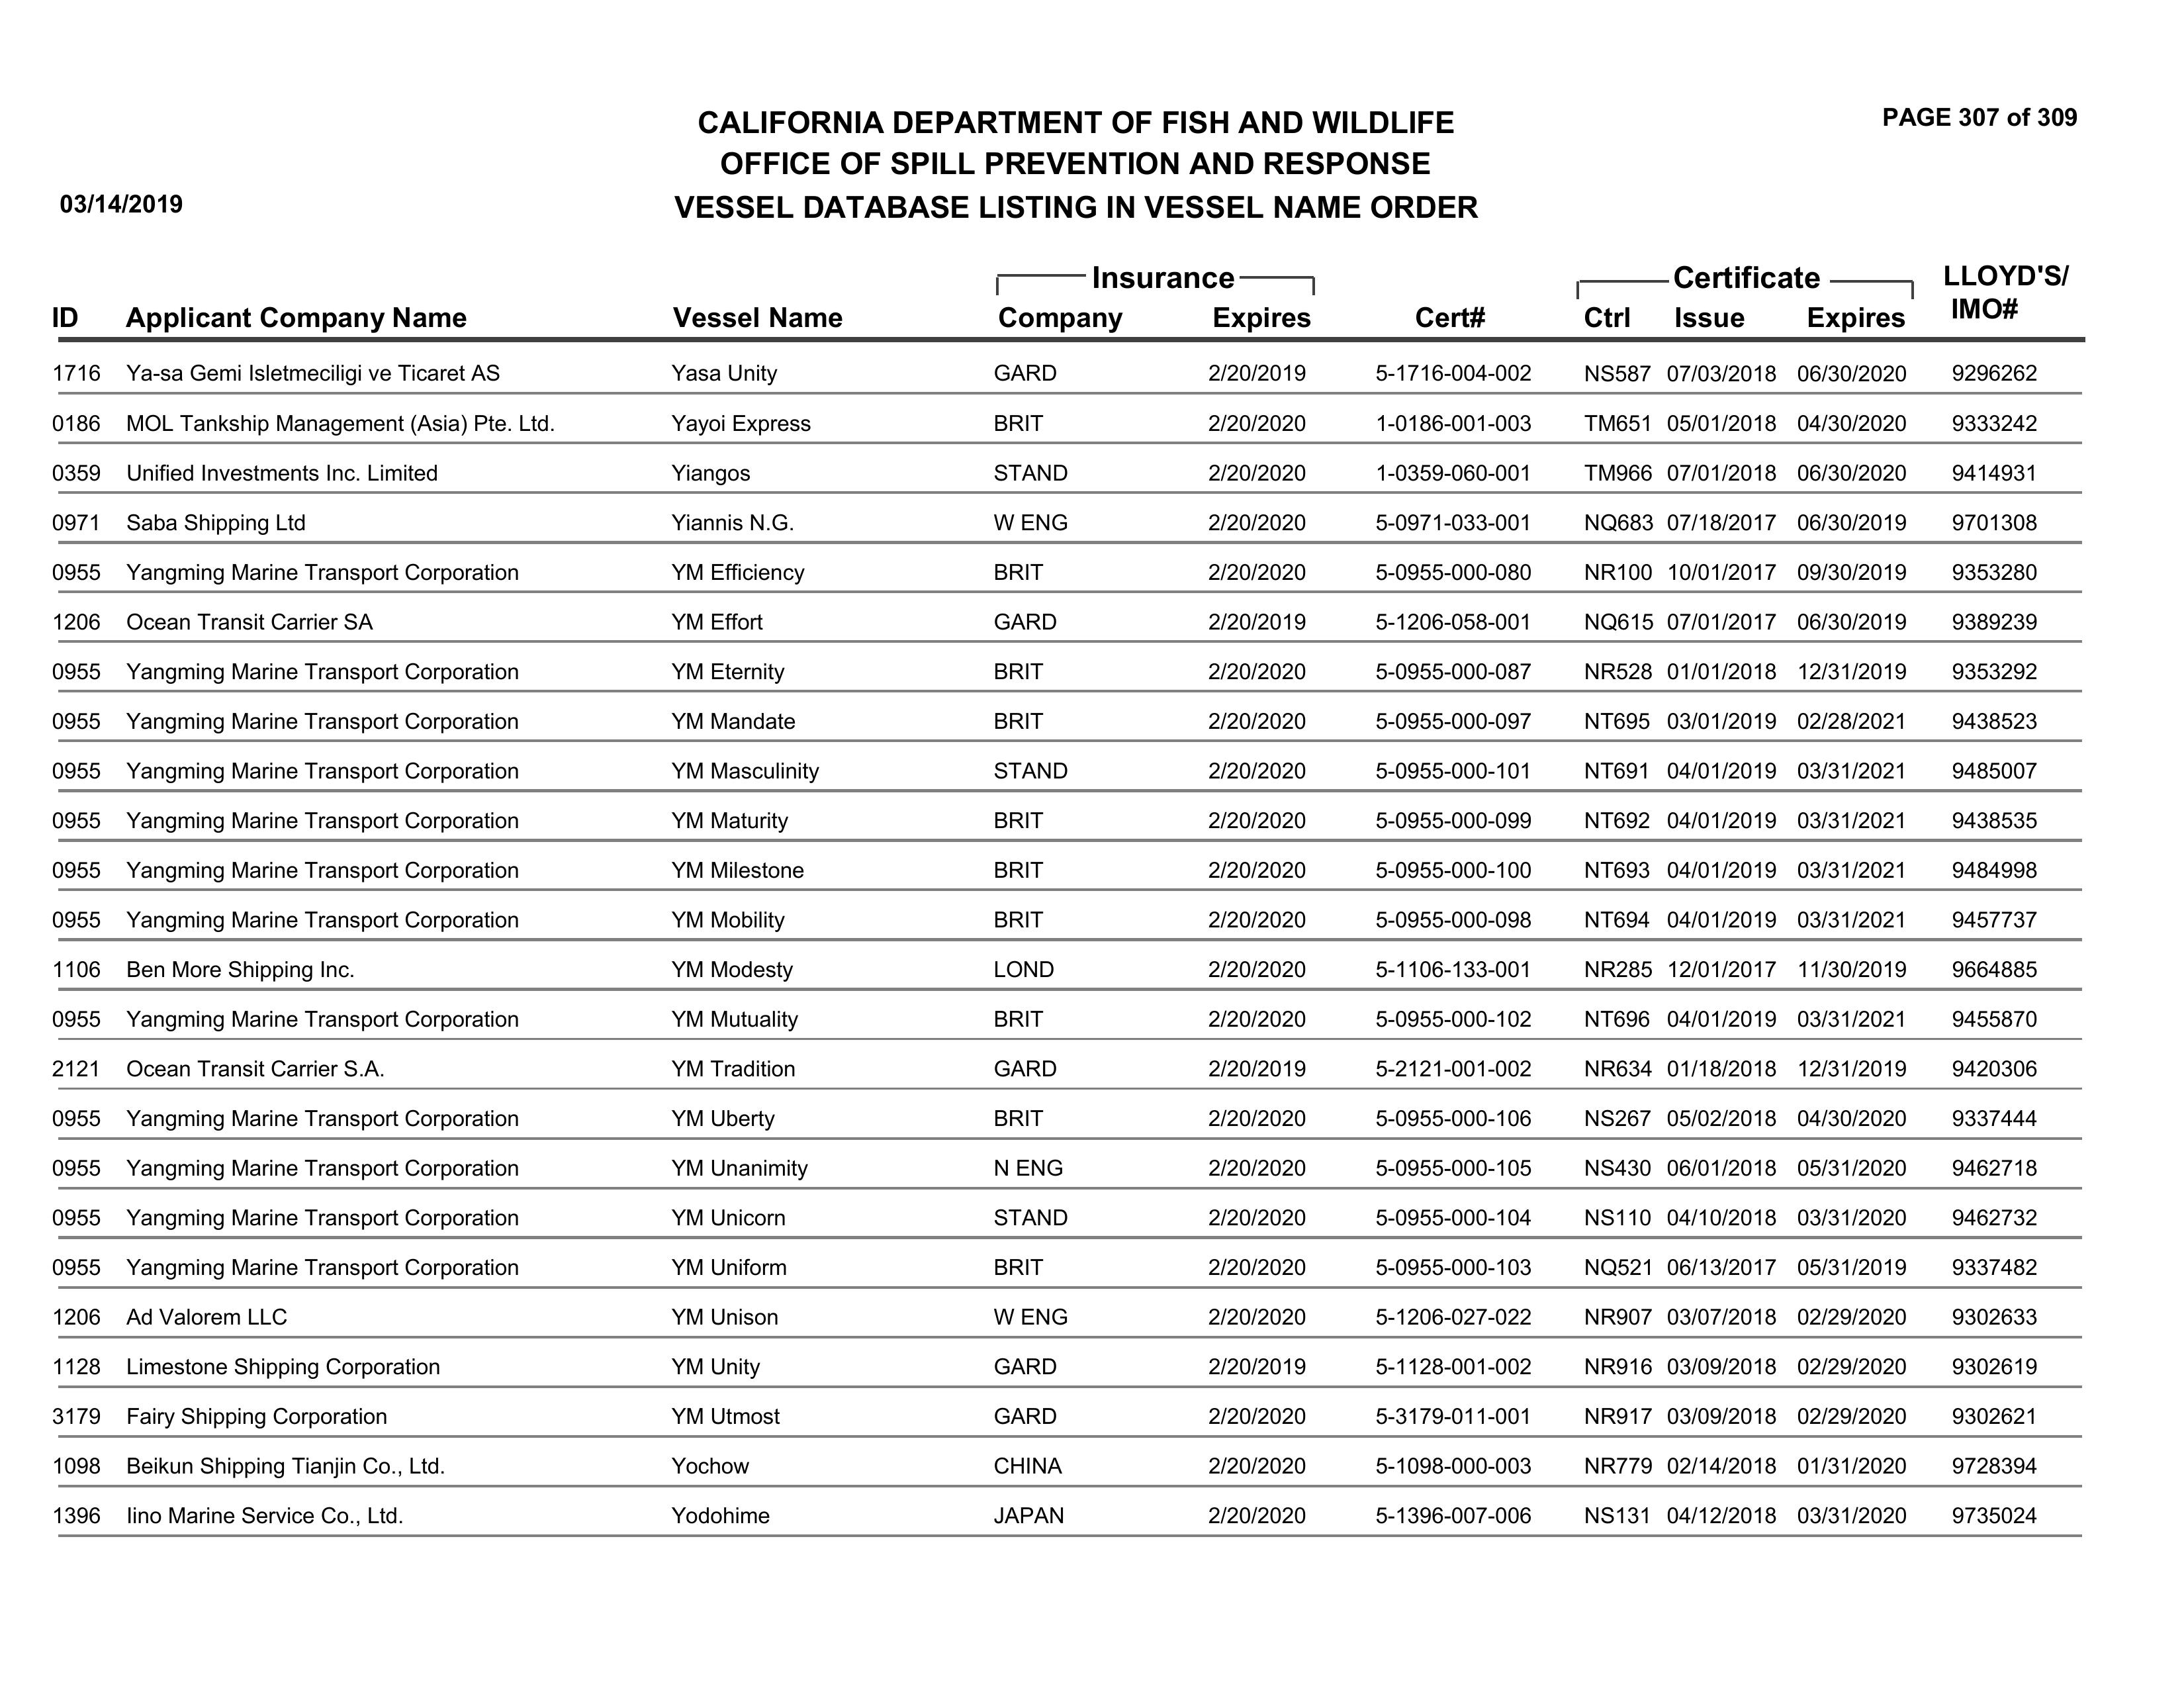 PAGE 307 of 309
CALIFORNIA DEPARTMENT OF FISH AND WILDLIFE
OFFICE OF SPILL PREVENTION AND RESPONSE
03/14/2019 VESSEL DATABASE LISTING IN VESSEL NAME ORDER
Insurance Certificate LLOYD'S/
ID Applicant Company Name Vessel Name Company Expires Cert# Ctrl Issue Expires IMO#
1716 Ya-sa Gemi Isletmeciligi ve Ticaret AS Yasa Unity GARD 2/20/2019 5-1716-004-002 NS587 07/03/2018 06/30/2020 9296262
0186 MOL Tankship Management (Asia) Pte. Ltd. Yayoi Express BRIT 2/20/2020 1-0186-001-003 TM651 05/01/2018 04/30/2020 9333242
0359 Unified Investments Inc. Limited Yiangos STAND 2/20/2020 1-0359-060-001 TM966 07/01/2018 06/30/2020 9414931
0971 Saba Shipping Ltd Yiannis N.G. W ENG 2/20/2020 5-0971-033-001 NQ683 07/18/2017 06/30/2019 9701308
0955 Yangming Marine Transport Corporation YM Efficiency BRIT 2/20/2020 5-0955-000-080 NR100 10/01/2017 09/30/2019 9353280
1206 Ocean Transit Carrier SA YM Effort GARD 2/20/2019 5-1206-058-001 NQ615 07/01/2017 06/30/2019 9389239
0955 Yangming Marine Transport Corporation YM Eternity BRIT 2/20/2020 5-0955-000-087 NR528 01/01/2018 12/31/2019 9353292
0955 Yangming Marine Transport Corporation YM Mandate BRIT 2/20/2020 5-0955-000-097 NT695 03/01/2019 02/28/2021 9438523
0955 Yangming Marine Transport Corporation YM Masculinity STAND 2/20/2020 5-0955-000-101 NT691 04/01/2019 03/31/2021 9485007
0955 Yangming Marine Transport Corporation YM Maturity BRIT 2/20/2020 5-0955-000-099 NT692 04/01/2019 03/31/2021 9438535
0955 Yangming Marine Transport Corporation YM Milestone BRIT 2/20/2020 5-0955-000-100 NT693 04/01/2019 03/31/2021 9484998
0955 Yangming Marine Transport Corporation YM Mobility BRIT 2/20/2020 5-0955-000-098 NT694 04/01/2019 03/31/2021 9457737
1106 Ben More Shipping Inc. YM Modesty LOND 2/20/2020 5-1106-133-001 NR285 12/01/2017 11/30/2019 9664885
0955 Yangming Marine Transport Corporation YM Mutuality BRIT 2/20/2020 5-0955-000-102 NT696 04/01/2019 03/31/2021 9455870
2121 Ocean Transit Carrier S.A. YM Tradition GARD 2/20/2019 5-2121-001-002 NR634 01/18/2018 12/31/2019 9420306
0955 Yangming Marine Transport Corporation YM Uberty BRIT 2/20/2020 5-0955-000-106 NS267 05/02/2018 04/30/2020 9337444
0955 Yangming Marine Transport Corporation YM Unanimity N ENG 2/20/2020 5-0955-000-105 NS430 06/01/2018 05/31/2020 9462718
0955 Yangming Marine Transport Corporation YM Unicorn STAND 2/20/2020 5-0955-000-104 NS110 04/10/2018 03/31/2020 9462732
0955 Yangming Marine Transport Corporation YM Uniform BRIT 2/20/2020 5-0955-000-103 NQ521 06/13/2017 05/31/2019 9337482
1206 Ad Valorem LLC YM Unison W ENG 2/20/2020 5-1206-027-022 NR907 03/07/2018 02/29/2020 9302633
1128 Limestone Shipping Corporation YM Unity GARD 2/20/2019 5-1128-001-002 NR916 03/09/2018 02/29/2020 9302619
3179 Fairy Shipping Corporation YM Utmost GARD 2/20/2020 5-3179-011-001 NR917 03/09/2018 02/29/2020 9302621
1098 Beikun Shipping Tianjin Co., Ltd. Yochow CHINA 2/20/2020 5-1098-000-003 NR779 02/14/2018 01/31/2020 9728394
1396 Iino Marine Service Co., Ltd. Yodohime JAPAN 2/20/2020 5-1396-007-006 NS131 04/12/2018 03/31/2020 9735024